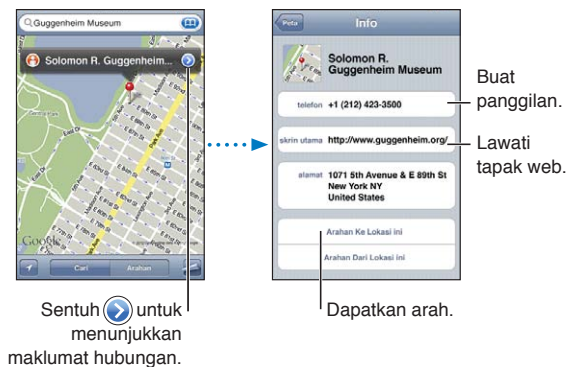 Guggenheim Museum
Solomon R. Guggenheim...
Google
Cari
Arahan
Sentuh untuk
menunjukkan
maklumat hubungan.
Peta
Info
Solomon R.
Guggenheim Museum
telefon +1 (212) 423-3500
skrin utama http://www.guggenheim.org/
alamat 1071 5th Avenue & E 89th St
New York NY
United States
Arahan Ke Lokasi ini
Arahan Dari Lokasi ini
Buat
panggilan.
Lawati
tapak web.
Dapatkan arah.